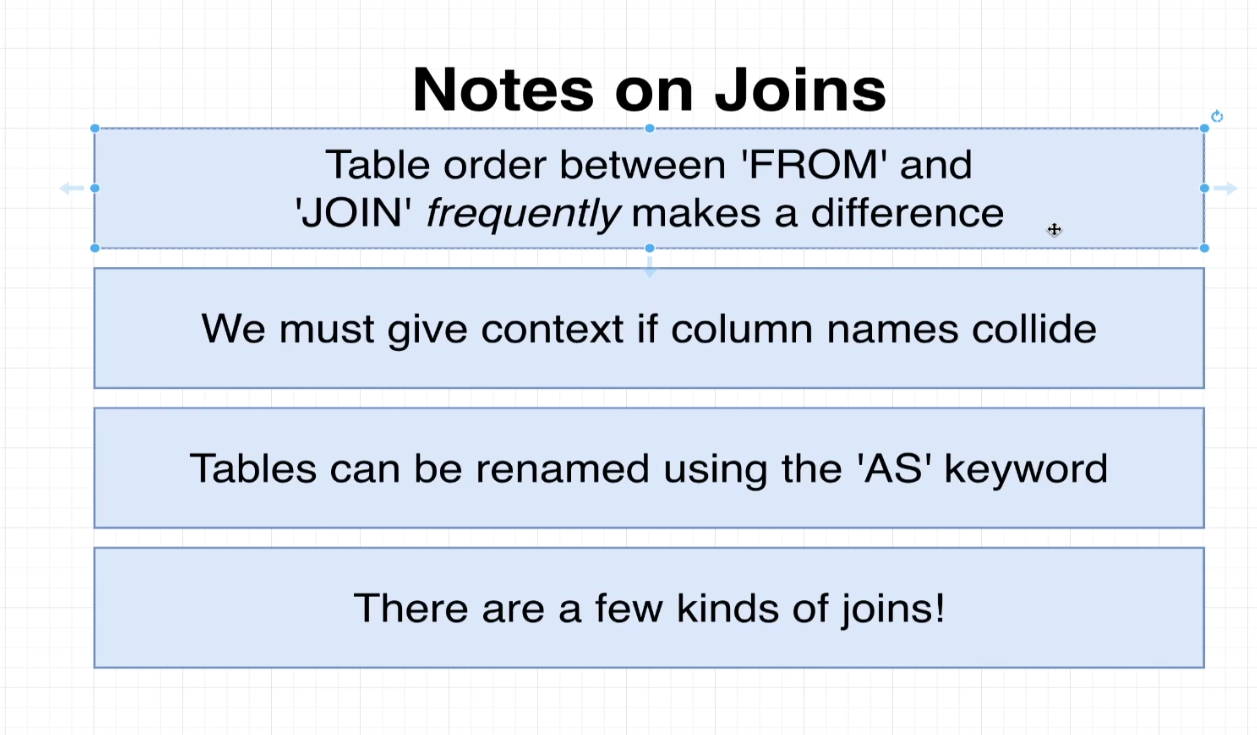 Notes on Joins
Table order between 'FROM' and
'JOIN' frequently makes a difference
We must give context if column names collide
Tables can be renamed using the 'AS' keyword
There are a few kinds of joins!